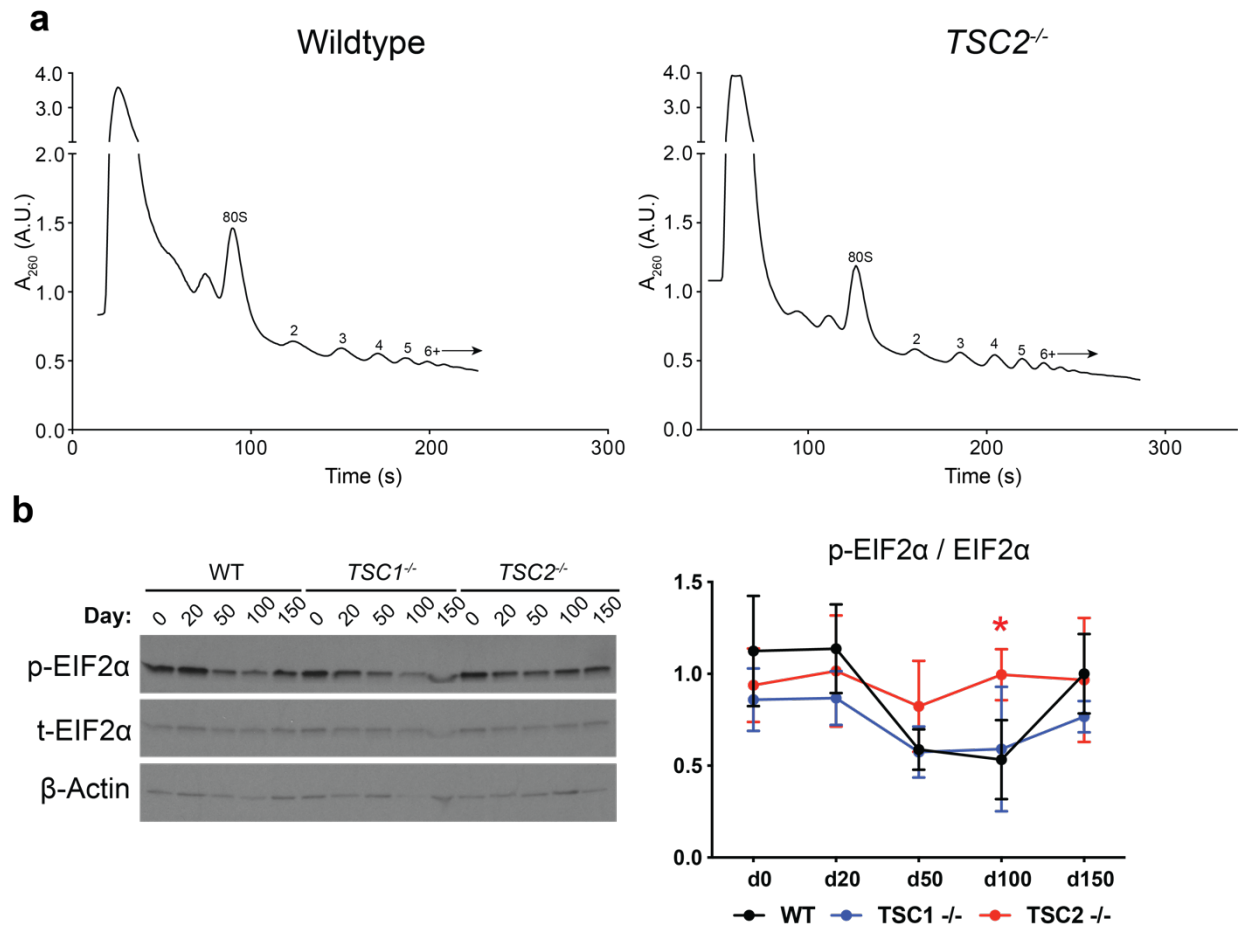 a
Wildtype
TSC2-/-
4.0
3.0
2.0
1.5
1.0
0.5
0.0
A260 (A.U.)
80S
2
3
4
5
6+
0
100
200
300
Time (s)
4.0
3.0
2.0
1.5
1.0
0.5
0.0
A260 (A.U.)
80S
2
3
4
5
6+
100
200
300
Time (s)
b
WT TSC1-/- TSC2-/-
Day: 0 20 50 100 150 0 20 50 100 150 0 20 50 100 150
p-EIF2α
t-EIF2α
β-Actin
p-EIF2α / EIF2α
1.5
1.0
0.5
0.0
*
d0 d20 d50 d100 d150
WT TSC1 -/- TSC2 -/-